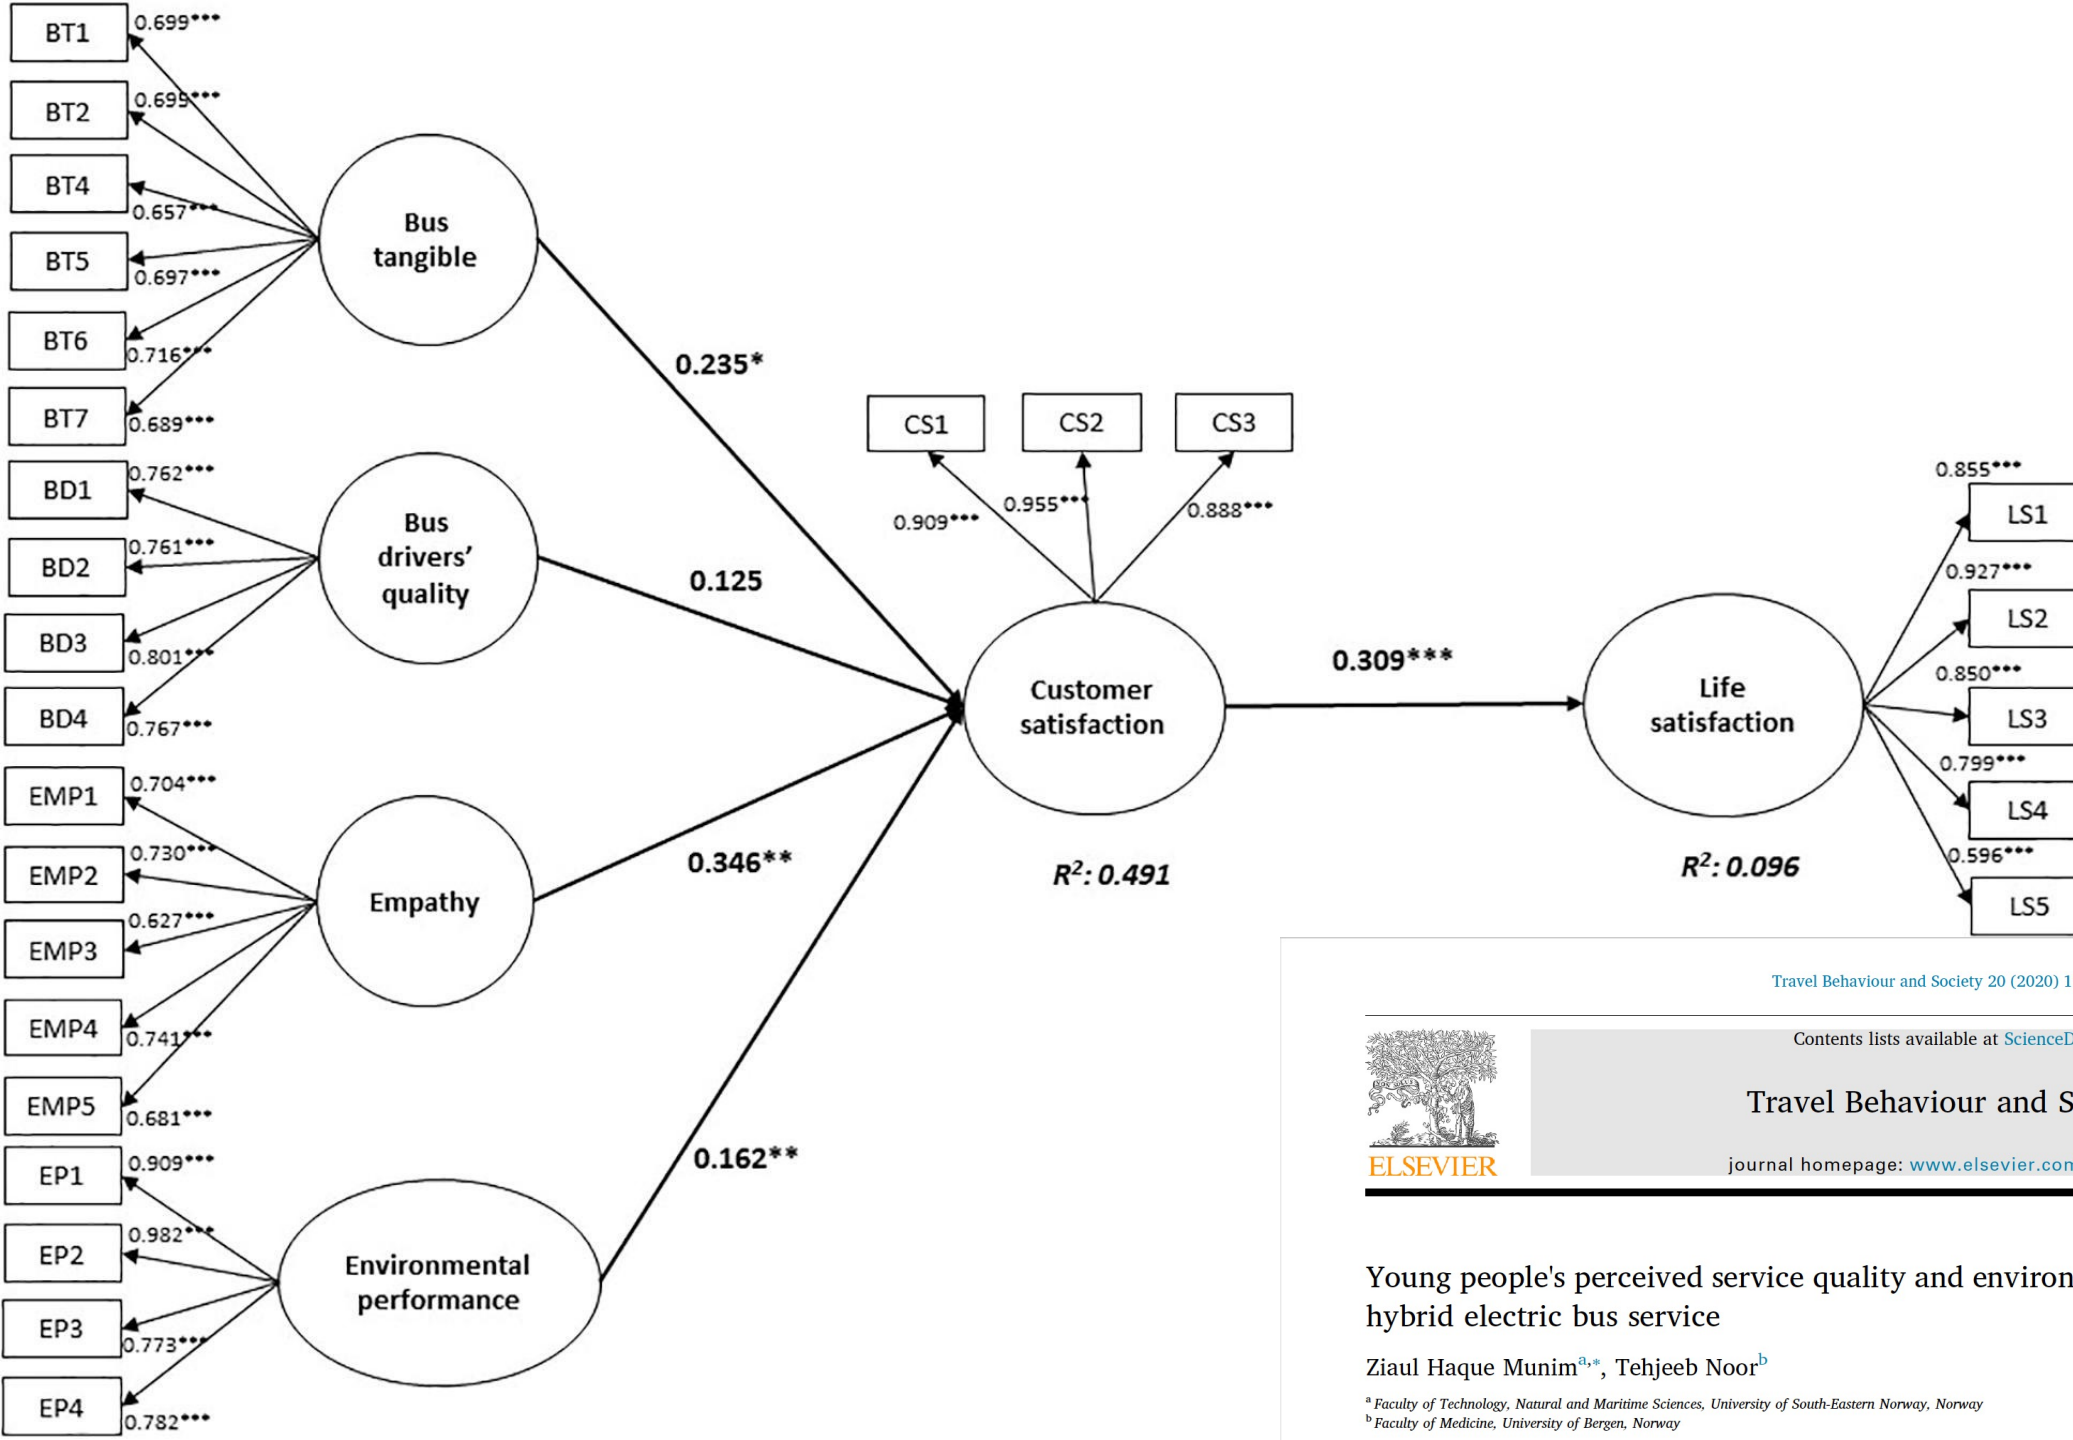 BT1
0.699***
BT2
0.699***
BT4
0.657***
BT5
0.697***
BT6
0.716***
BT7
0.689***
Bus
tangible
BD1
0.762***
BD2
0.761***
BD3
0.801***
BD4
0.767***
Bus
drivers’
quality
EMP1
0.704***
EMP2
0.730***
EMP3
0.627***
EMP4
0.741***
EMP5
0.681***
Empathy
EP1
0.909***
EP2
0.982***
EP3
0.773***
EP4
0.782***
Environmental
performance
0.235*
0.125
0.346**
0.162**
CS1
CS2
CS3
0.909***
0.955***
0.888***
Customer
satisfaction
R²: 0.491
0.309***
Life
satisfaction
R²: 0.096
0.855***
LS1
0.927***
LS2
0.850***
LS3
0.799***
LS4
0.596***
LS5
Travel Behaviour and Society 20 (2020) 1
Contents lists available at ScienceD
Travel Behaviour and S
journal homepage: www.elsevier.com
ELSEVIER
Young people's perceived service quality and environ
hybrid electric bus service
Ziaul Haque Munim a,*, Tehjeeb Noor b
a Faculty of Technology, Natural and Maritime Sciences, University of South-Eastern Norway, Norway
b Faculty of Medicine, University of Bergen, Norway